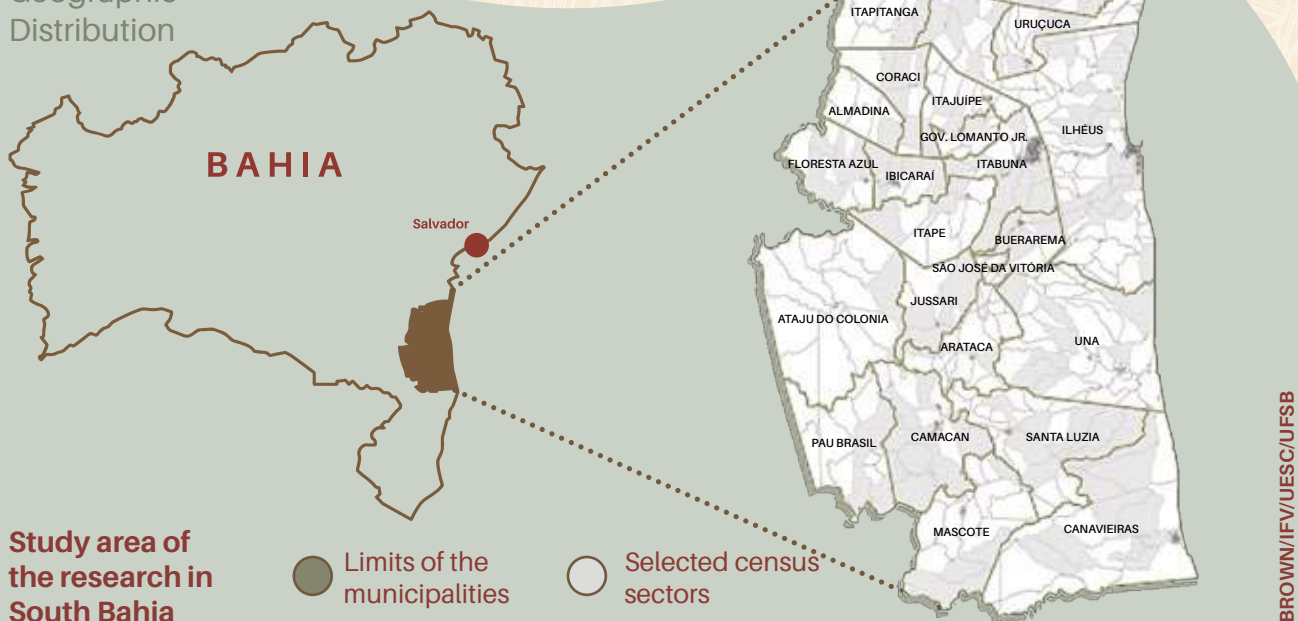 Geographic
Distribution
BAHIA
Salvador
ITAPITANGA
URUÇUCA
CORACI
ITAJUÍPE
ALMADINA
ILHÉUS
GOV. LOMANTO JR.
FLORESTA AZUL
ITABUNA
IBICARAÍ
ITAPE
BUERAREMA
SÃO JOSÉ DA VITÓRIA
JUSSARI
ATAJU DO COLONIA
ARATACA
UNA
PAU BRASIL
CAMACAN
SANTA LUZIA
MASCOTE
CANAVIEIRAS
Study area of
the research in
South Bahia
Limits of the
municipalities
Selected census
sectors
BROWN/IFV/UESC/UFSB